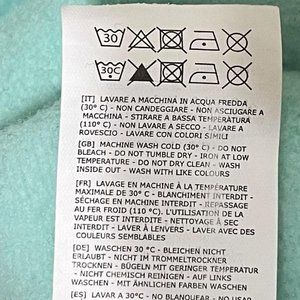 30
30C
[IT] LAVARE A MACCHINA IN ACQUA FREDDA
(30° C) - NON CANDEGGIARE - NON ASCIUGARE A
MACCHINA - STIRARE A BASSA TEMPERATURA
(110° C) - NON LAVARE A SECCO - LAVARE A
ROVESCIO - LAVARE CON COLORI SIMILI
[GB] MACHINE WASH COLD (30° C) - DO NOT
BLEACH - DO NOT TUMBLE DRY - IRON AT LOW
TEMPERATURE - DO NOT DRY CLEAN - WASH
INSIDE OUT - WASH WITH LIKE COLOURS
[FR] LAVAGE EN MACHINE À LA TEMPÉRATURE
MAXIMALE DE 30° C - BLANCHIMENT INTERDIT -
SÉCHAGE EN MACHINE INTERDIT - REPASSAGE
AU FER FROID (110 °C). L'UTILISATION DE LA
VAPEUR EST INTERDITE - NETTOYAGE À SEC
INTERDIT - LAVER À L'ENVERS - LAVER AVEC DES
COULEURS SEMBLABLES
[DE] WASCHEN 30 °C - BLEICHEN NICHT
ERLAUBT - NICHT IM TROMMELTROCKNER
TROCKNEN - BÜGELN MIT GERINGER TEMPERATUR
- NICHT CHEMISCH REINIGEN - AUF LINKS
WASCHEN - MIT ÄHNLICHEN FARBEN WASCHEN
[ES] LAVAR A 30° C - NO BLANQUEAR - NO USAR